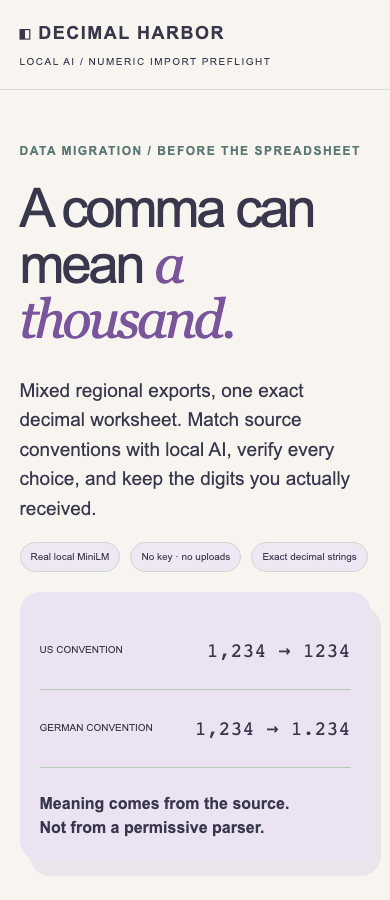 ◧ DECIMAL HARBOR
LOCAL AI / NUMERIC IMPORT PREFLIGHT
DATA MIGRATION / BEFORE THE SPREADSHEET
A comma can
mean a
thousand.
Mixed regional exports, one exact
decimal worksheet. Match source
conventions with local AI, verify every
choice, and keep the digits you actually
received.
Real local MiniLM
No key · no uploads
Exact decimal strings
US CONVENTION 1,234 → 1234
GERMAN CONVENTION 1,234 → 1.234
Meaning comes from the source.
Not from a permissive parser.